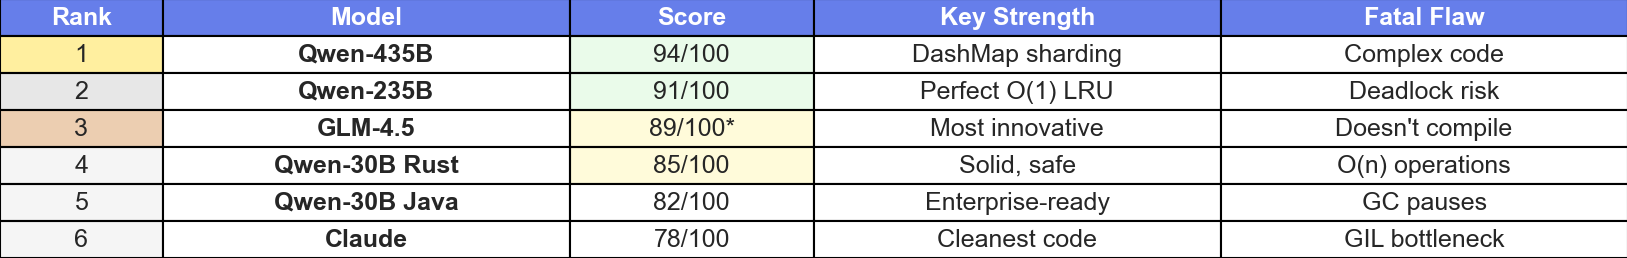 Rank Model Score Key Strength Fatal Flaw
1 Qwen-435B 94/100 DashMap sharding Complex code
2 Qwen-235B 91/100 Perfect O(1) LRU Deadlock risk
3 GLM-4.5 89/100* Most innovative Doesn't compile
4 Qwen-30B Rust 85/100 Solid, safe O(n) operations
5 Qwen-30B Java 82/100 Enterprise-ready GC pauses
6 Claude 78/100 Cleanest code GIL bottleneck